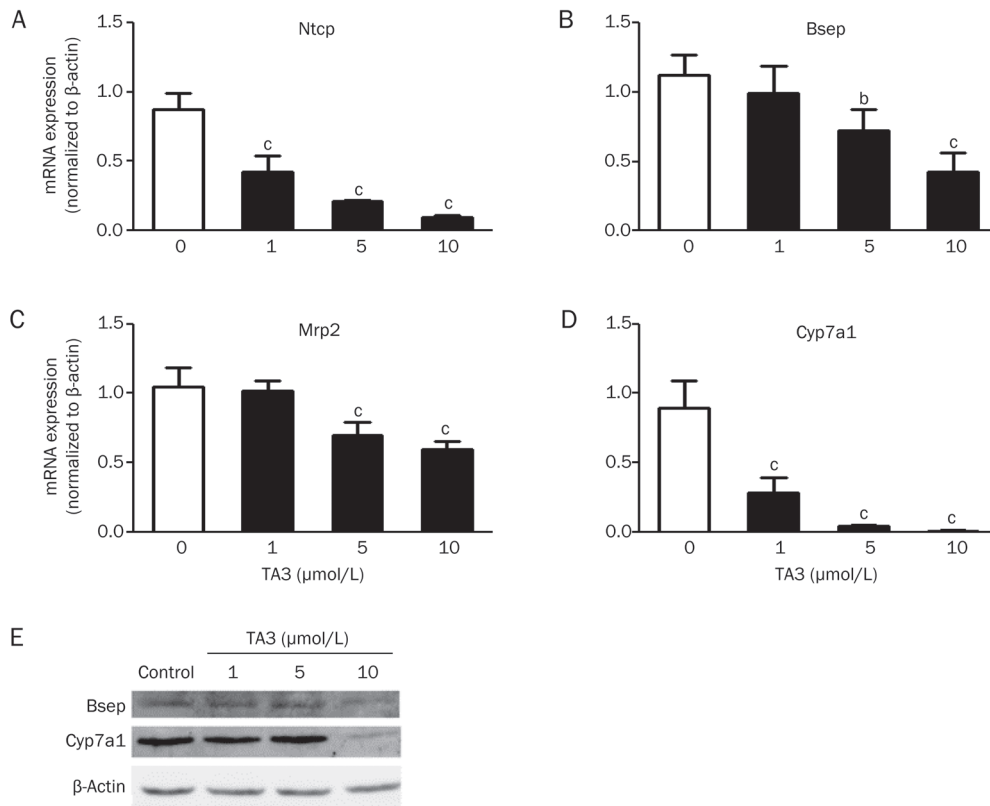 A
Ntcp
mRNA expression
(normalized to β-actin)
1.5
1.0
0.5
0.0
c
c
c
0 1 5 10
B
Bsep
1.5
1.0
0.5
0.0
b
c
0 1 5 10
C
Mrp2
mRNA expression
(normalized to β-actin)
1.5
1.0
0.5
0.0
c
c
0 1 5 10
TA3 (µmol/L)
D
Cyp7a1
1.5
1.0
0.5
0.0
c
c
c
0 1 5 10
TA3 (µmol/L)
E
TA3 (µmol/L)
Control 1 5 10
Bsep
Cyp7a1
β-Actin